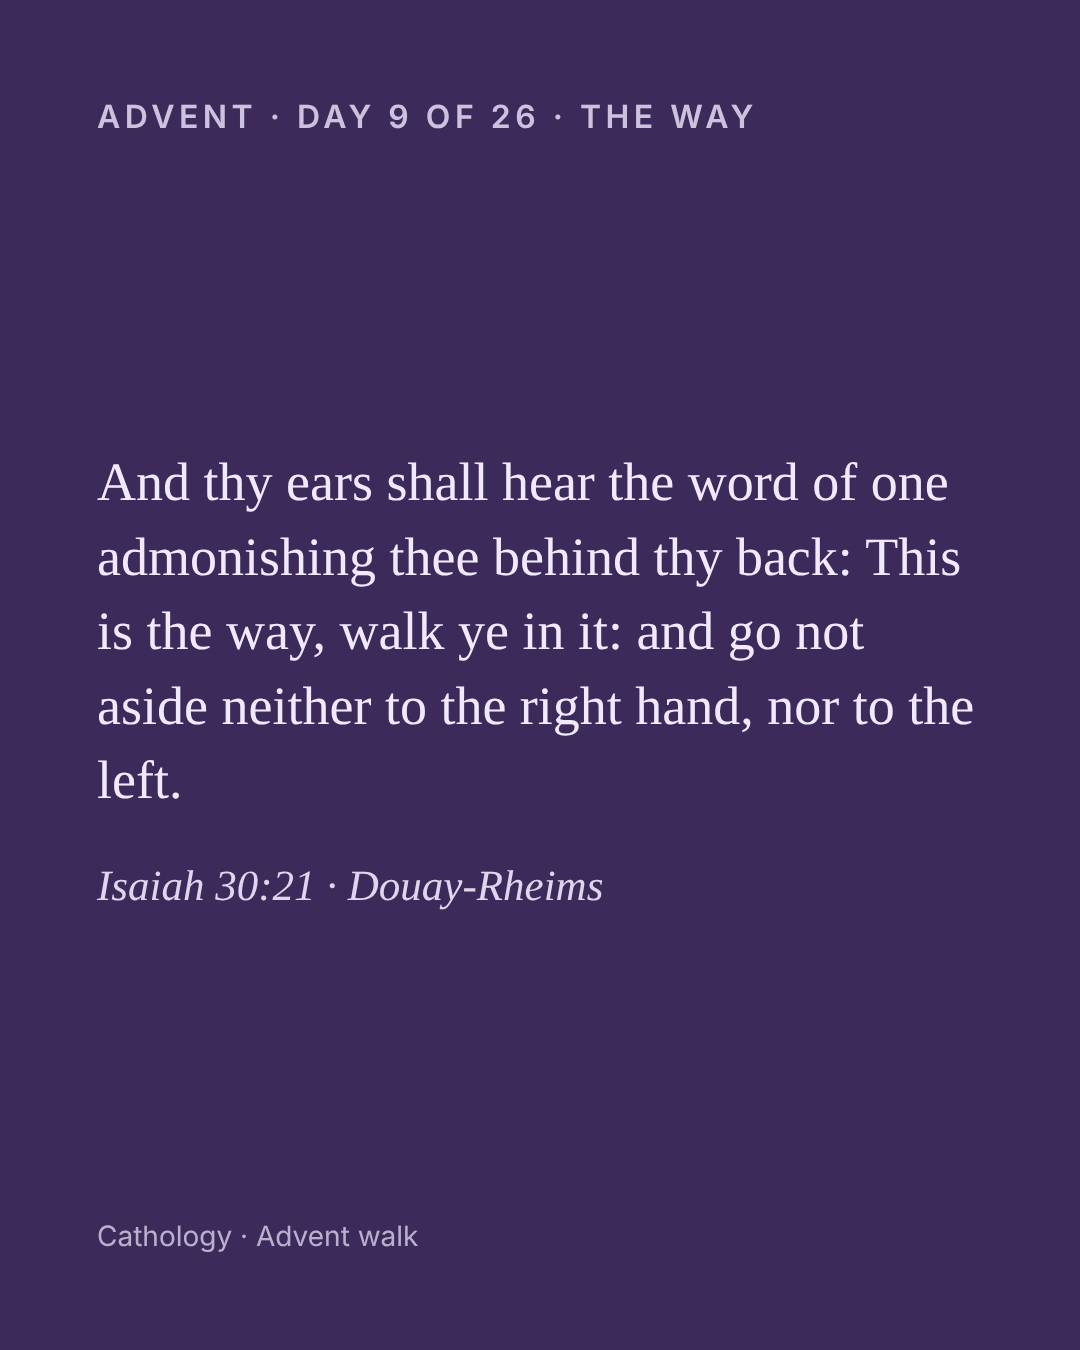 ADVENT · DAY 9 OF 26 · THE WAY
And thy ears shall hear the word of one
admonishing thee behind thy back: This
is the way, walk ye in it: and go not
aside neither to the right hand, nor to the
left.
Isaiah 30:21 · Douay-Rheims
Cathology · Advent walk